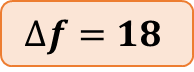 Δf = 18